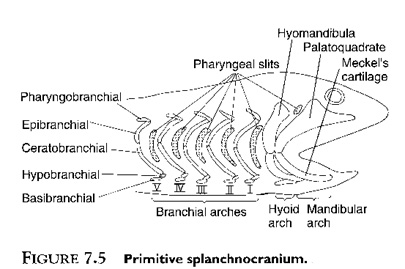 Hyomandibula
Palatoquadrate
Pharyngeal slits
Meckel's
cartilage
Pharyngobranchial
Epibranchial
Ceratobranchial
Hypobranchial
Basibranchial
V IV III II I
Branchial arches
Hyoid
arch
Mandibular
arch
FIGURE 7.5 Primitive splanchnocranium.